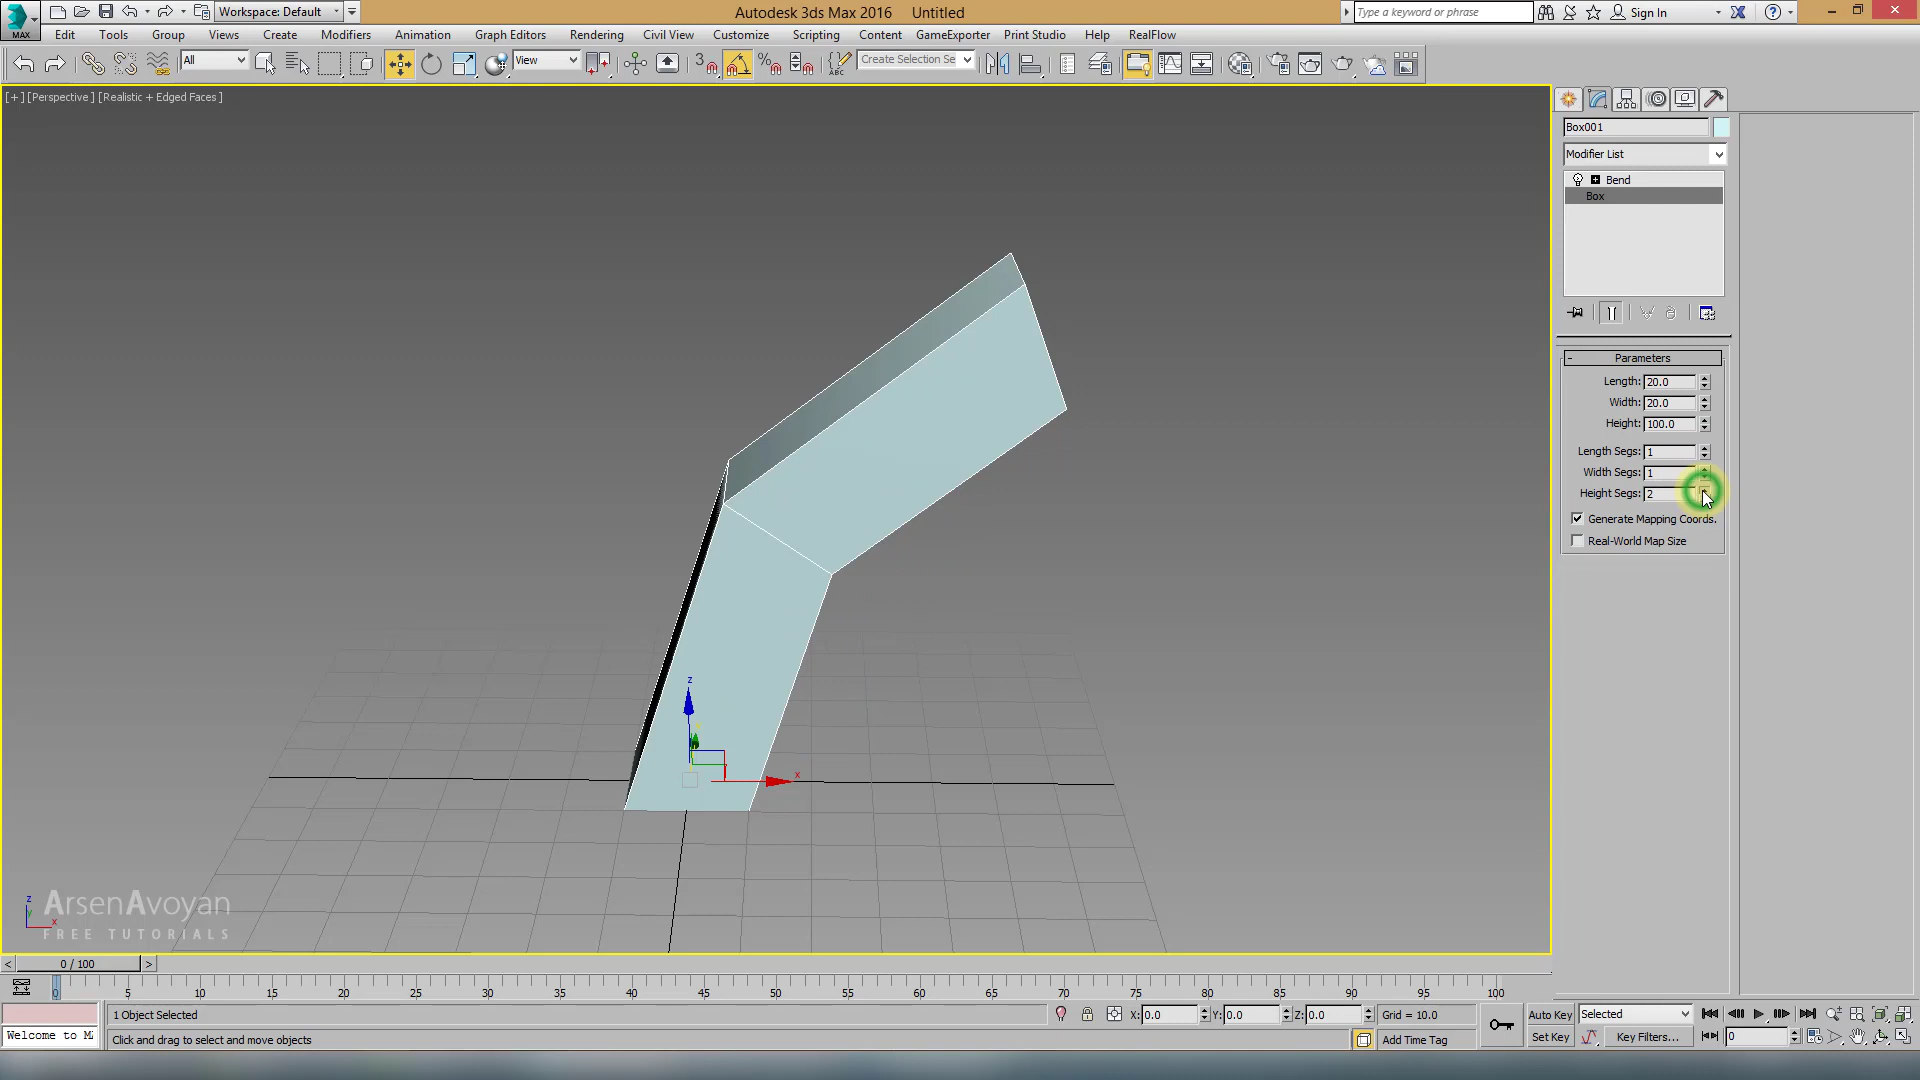 MAX
Workspace: Default
Autodesk 3ds Max 2016 Untitled
Type a keyword or phrase
Sign In
Edit Tools Group Views Create Modifiers Animation Graph Editors Rendering Civil View Customize Scripting Content GameExporter Print Studio Help RealFlow
All
View
3
ABC
Create Selection Se
[+] [Perspective] [Realistic + Edged Faces]
Box001
Modifier List
Bend
Box
- Parameters
Length: 20.0
Width: 20.0
Height: 100.0
Length Segs: 1
Width Segs: 1
Height Segs: 2
Generate Mapping Coords.
Real-World Map Size
z
x
z
y
x
ArsenAvoyan
FREE TUTORIALS
< 0 / 100 >
0 5 10 15 20 25 30 35 40 45 50 55 60 65 70 75 80 85 90 95 100
1 Object Selected
X: 0.0 Y: 0.0 Z: 0.0 Grid = 10.0
Auto Key Selected
Welcome to M
Click and drag to select and move objects
Add Time Tag
Set Key Key Filters... 0